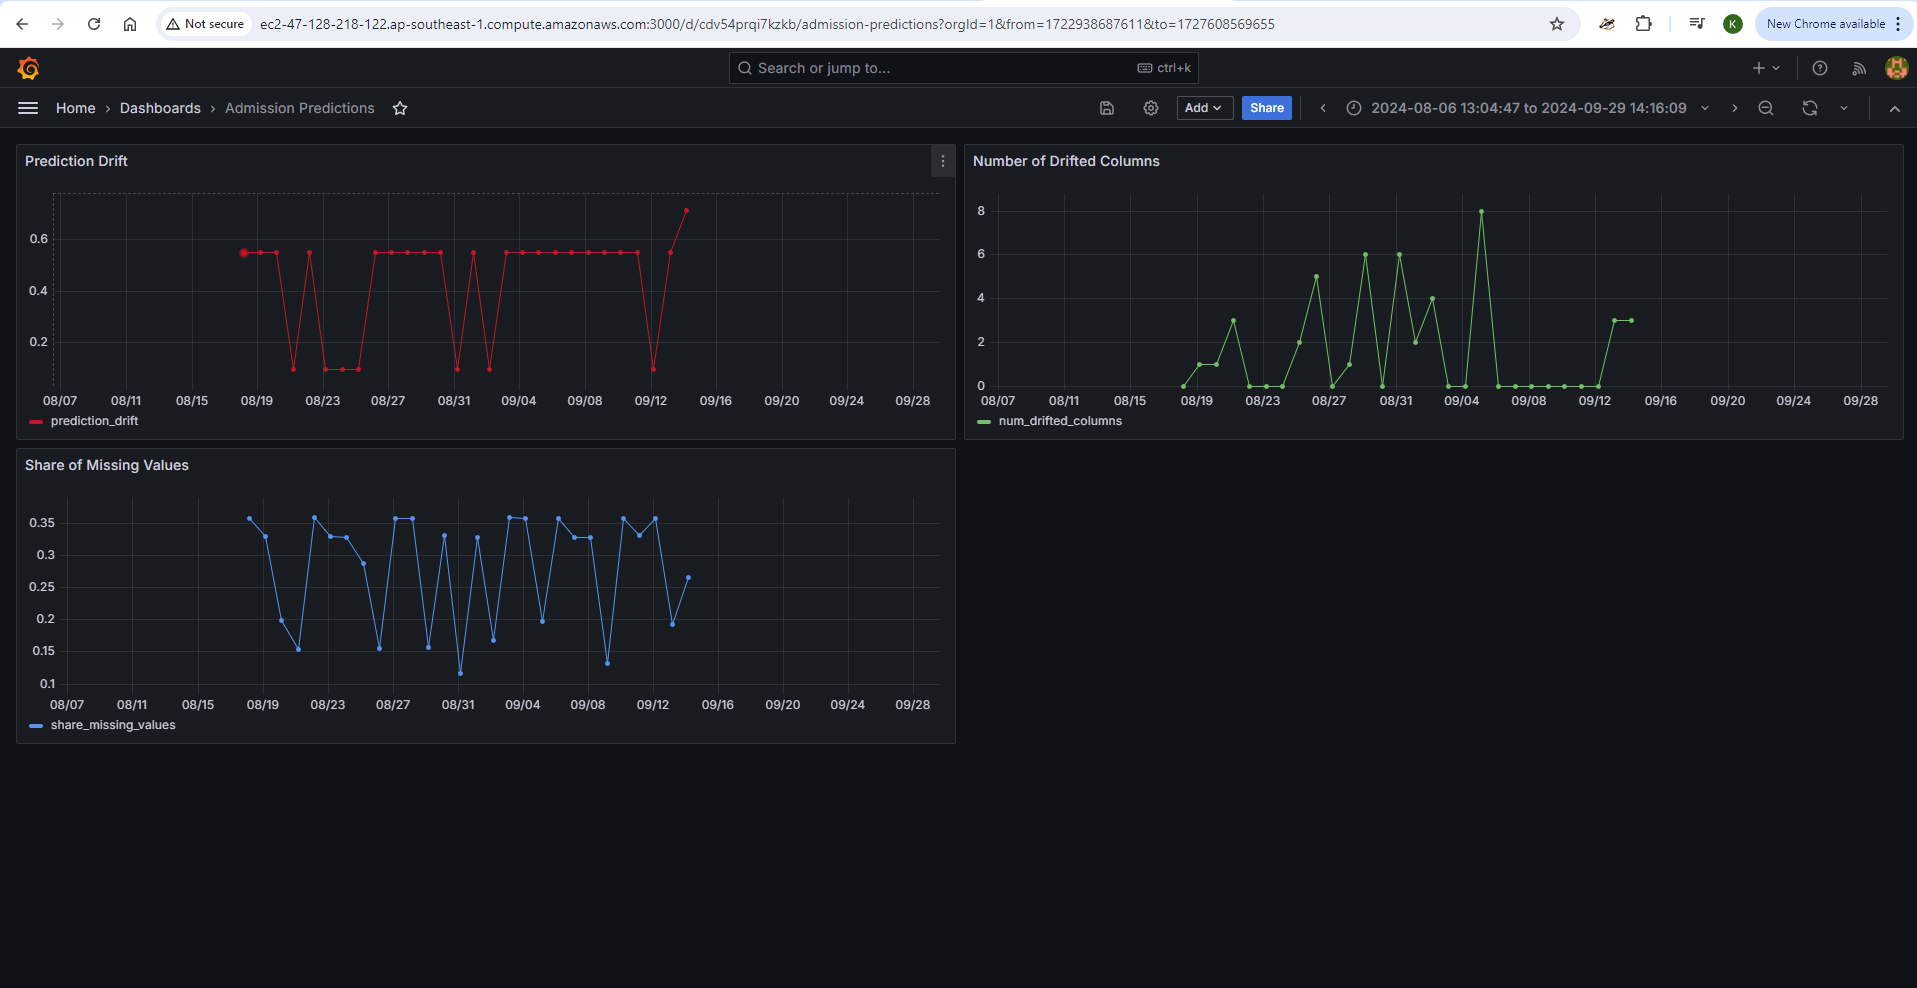 Not secure
ec2-47-128-218-122.ap-southeast-1.compute.amazonaws.com:3000/d/cdv54prqi7kzkb/admission-predictions?orgId=1&from=1722938687611&to=1727608569655
K
New Chrome available
Search or jump to...
ctrl+k
Home › Dashboards › Admission Predictions
Add
Share
2024-08-06 13:04:47 to 2024-09-29 14:16:09
Prediction Drift
0.6
0.4
0.2
08/07 08/11 08/15 08/19 08/23 08/27 08/31 09/04 09/08 09/12 09/16 09/20 09/24 09/28
prediction_drift
Number of Drifted Columns
8
6
4
2
0
08/07 08/11 08/15 08/19 08/23 08/27 08/31 09/04 09/08 09/12 09/16 09/20 09/24 09/28
num_drifted_columns
Share of Missing Values
0.35
0.3
0.25
0.2
0.15
0.1
08/07 08/11 08/15 08/19 08/23 08/27 08/31 09/04 09/08 09/12 09/16 09/20 09/24 09/28
share_missing_values